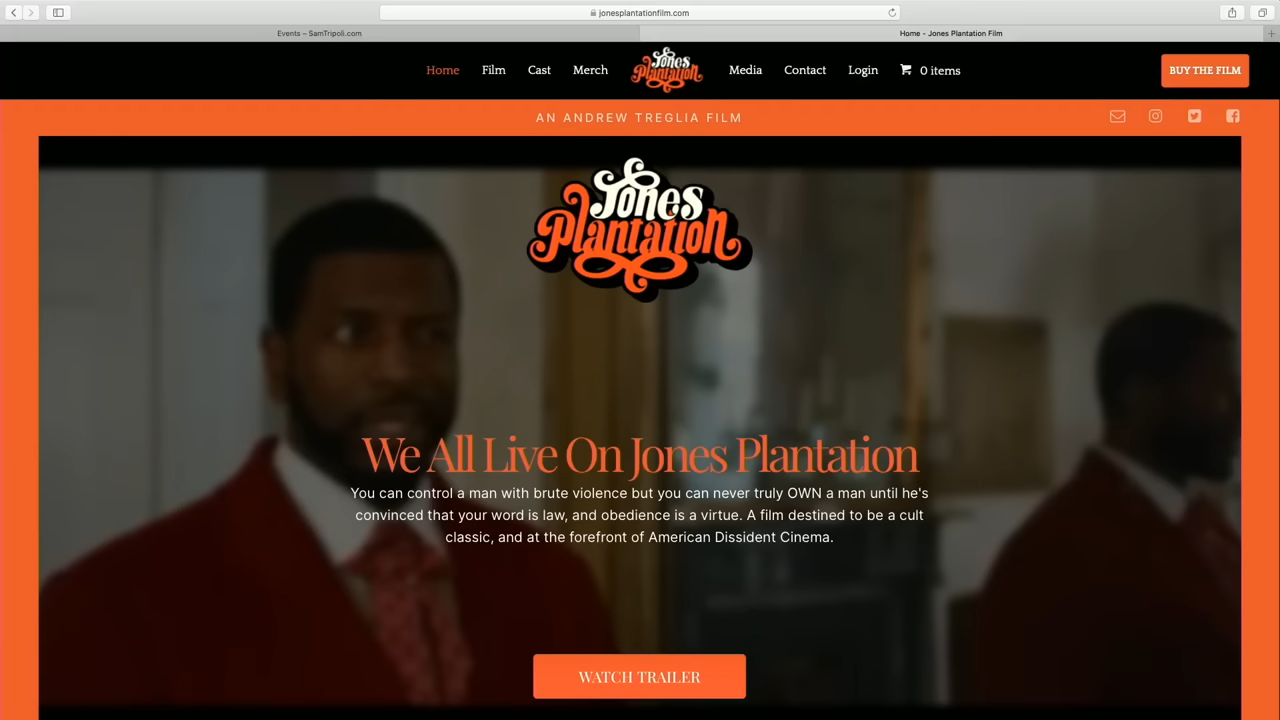 jonesplantationfilm.com
Events – SamTripoli.com
Home - Jones Plantation Film
Home Film Cast Merch Jones Plantation Media Contact Login 0 items BUY THE FILM
AN ANDREW TREGLIA FILM
Jones
Plantation
We All Live On Jones Plantation
You can control a man with brute violence but you can never truly OWN a man until he's
convinced that your word is law, and obedience is a virtue. A film destined to be a cult
classic, and at the forefront of American Dissident Cinema.
WATCH TRAILER